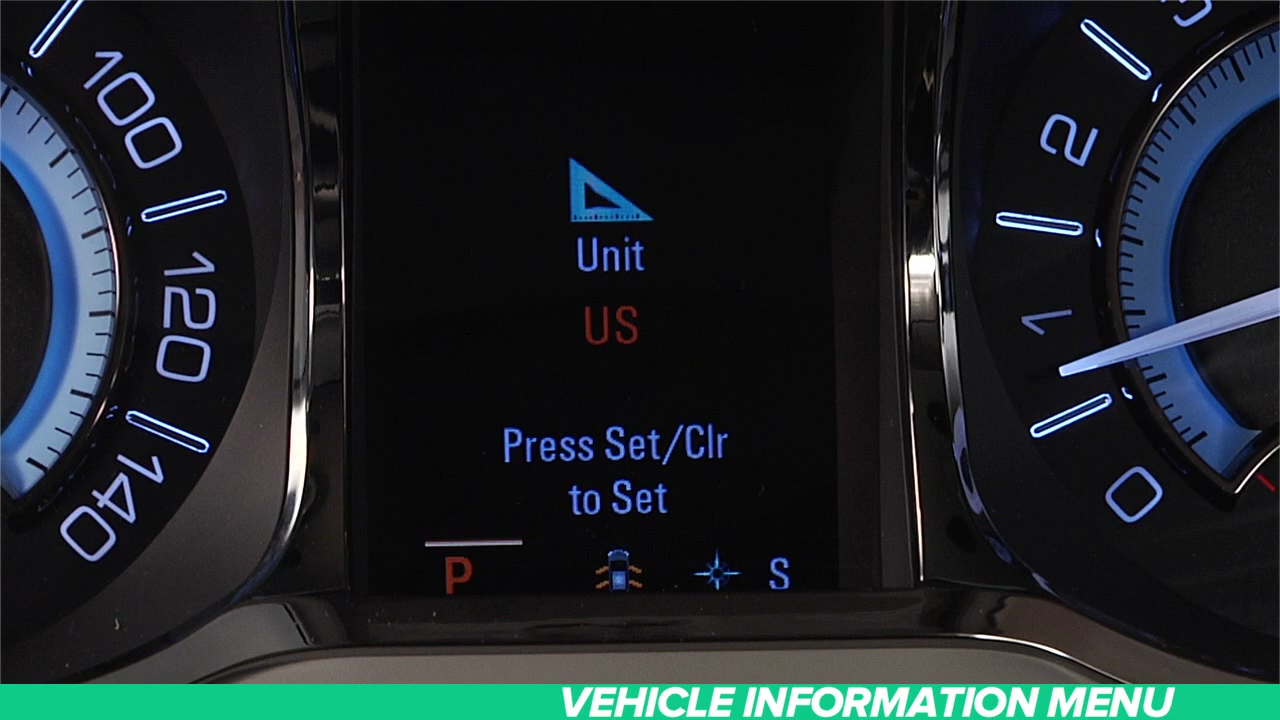 100
120
140
Unit
US
Press Set/Clr
to Set
P
S
2
1
0
VEHICLE INFORMATION MENU